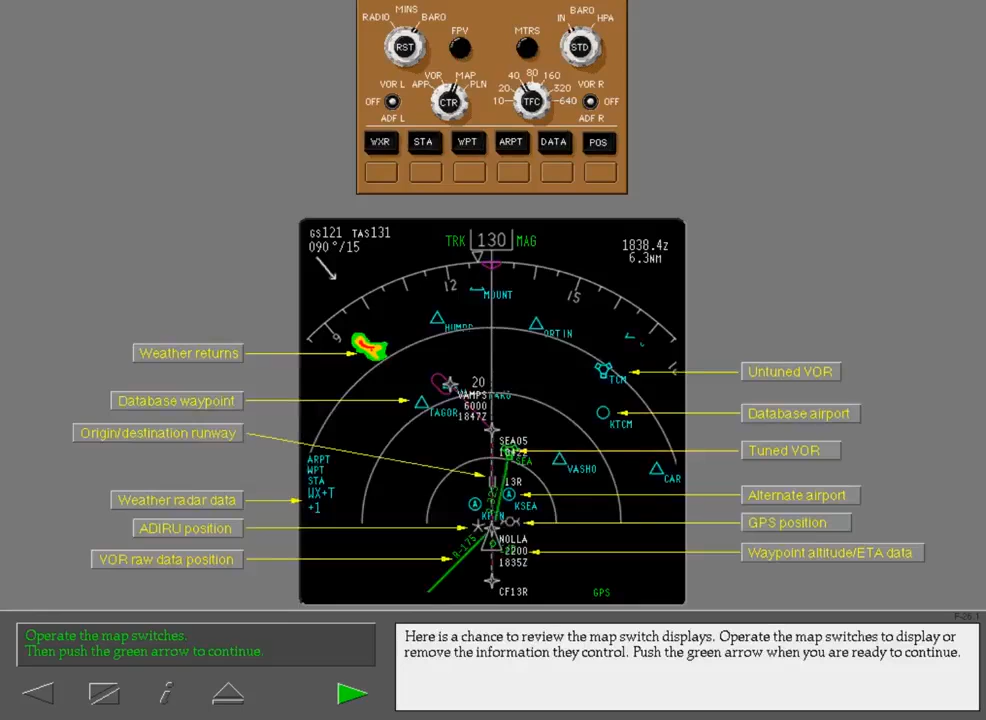 MINS
RADIO BARO
RST
FPV
MTRS
BARO
IN HPA
STD
VOR L
OFF
ADF L
APP VOR MAP PLN
CTR
10 20 40 80 160 320 640
TFC
VOR R
OFF
ADF R
WXR STA WPT ARPT DATA POS
GS121 TAS131
090°/15
TRK 130 MAG
1838.4Z
6.3NM
9 12 15
MOUNT
ORTIN
Weather returns
TCM
Untuned VOR
20
VAMPS
6000
1847Z
Database waypoint
TAGOR
KTCM
Database airport
Origin/destination runway
SEA05
SEA
Tuned VOR
VASHO
CAR
ARPT
WPT
STA
WX+T
+1
13R
Weather radar data
KSEA
Alternate airport
ADIRU position
GPS position
NOLLA
2200
1835Z
Waypoint altitude/ETA data
R-175
VOR raw data position
CF13R
GPS
Operate the map switches.
Then push the green arrow to continue.
Here is a chance to review the map switch displays. Operate the map switches to display or
remove the information they control. Push the green arrow when you are ready to continue.
i